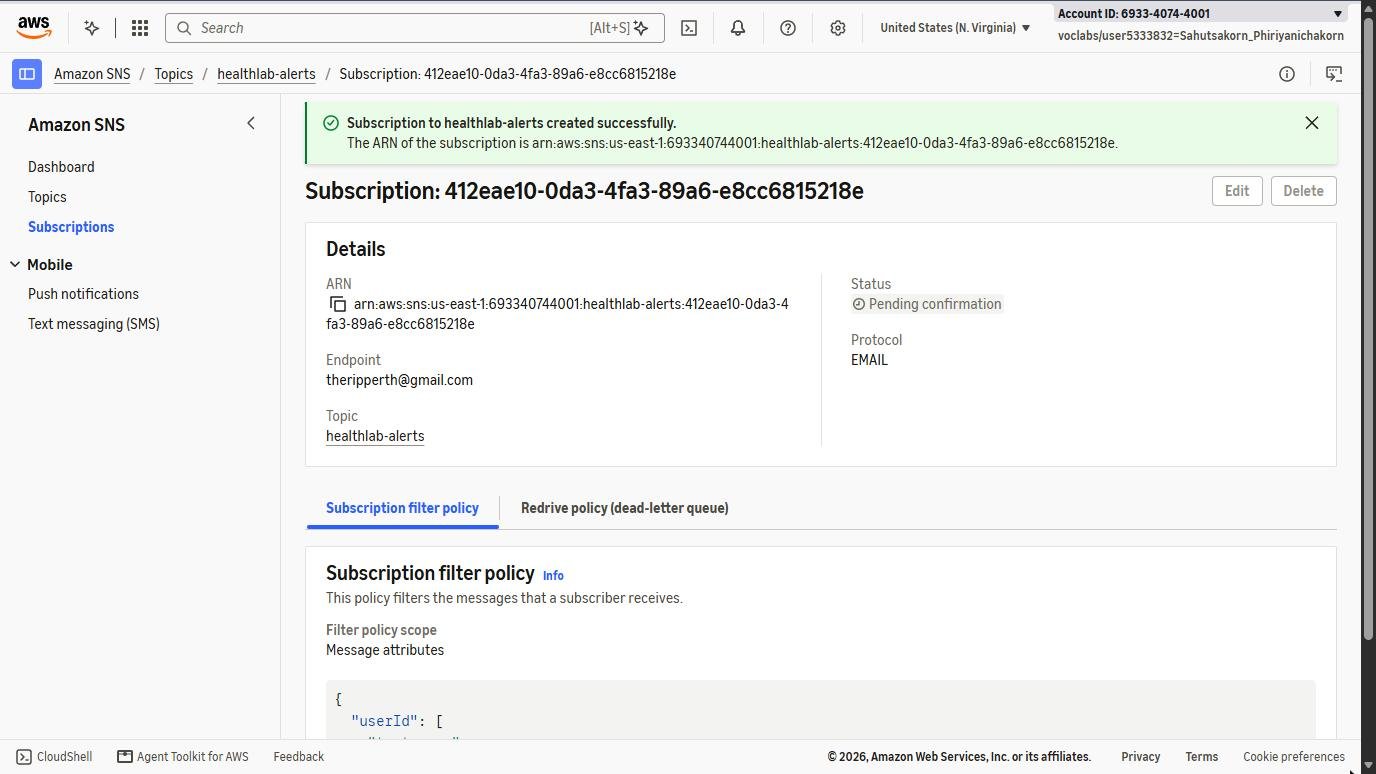 aws
Search
[Alt+S]
United States (N. Virginia)
Account ID: 6933-4074-4001
voclabs/user5333832=Sahutsakorn_Phiriyanichakorn
Amazon SNS / Topics / healthlab-alerts / Subscription: 412eae10-0da3-4fa3-89a6-e8cc6815218e
Amazon SNS
Dashboard
Topics
Subscriptions
Mobile
Push notifications
Text messaging (SMS)
Subscription to healthlab-alerts created successfully.
The ARN of the subscription is arn:aws:sns:us-east-1:693340744001:healthlab-alerts:412eae10-0da3-4fa3-89a6-e8cc6815218e.
Subscription: 412eae10-0da3-4fa3-89a6-e8cc6815218e
Edit
Delete
Details
ARN
arn:aws:sns:us-east-1:693340744001:healthlab-alerts:412eae10-0da3-4
fa3-89a6-e8cc6815218e
Endpoint
theripperth@gmail.com
Topic
healthlab-alerts
Status
Pending confirmation
Protocol
EMAIL
Subscription filter policy
Redrive policy (dead-letter queue)
Subscription filter policy Info
This policy filters the messages that a subscriber receives.
Filter policy scope
Message attributes
{
"userId": [
CloudShell
Agent Toolkit for AWS
Feedback
© 2026, Amazon Web Services, Inc. or its affiliates.
Privacy
Terms
Cookie preferences